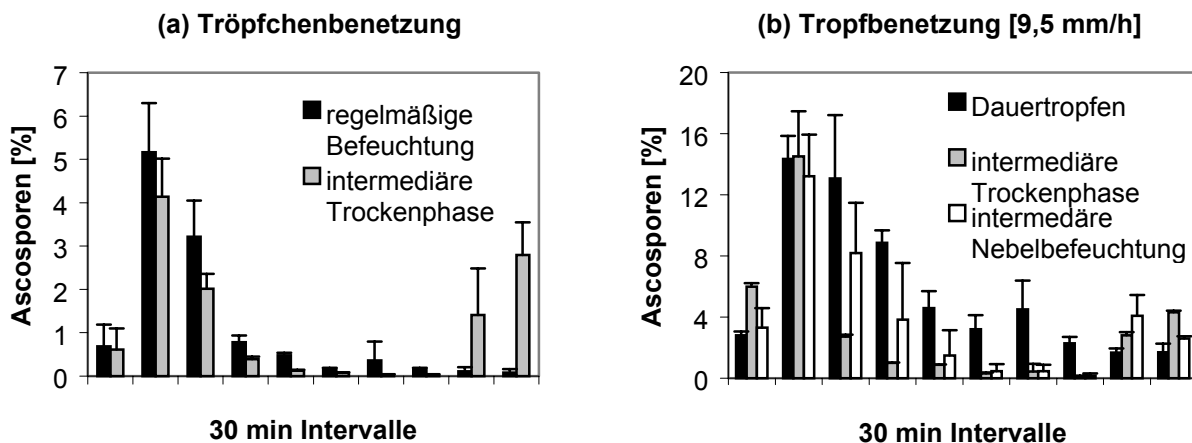 (a) Tröpfchenbenetzung
7
6
5
4
3
2
1
0
Ascosporen [%]
regelmäßige
Befeuchtung
intermediäre
Trockenphase
30 min Intervalle
(b) Tropfbenetzung [9,5 mm/h]
20
16
12
8
4
0
Ascosporen [%]
Dauertropfen
intermediäre
Trockenphase
intermedäre
Nebelbefeuchtung
30 min Intervalle